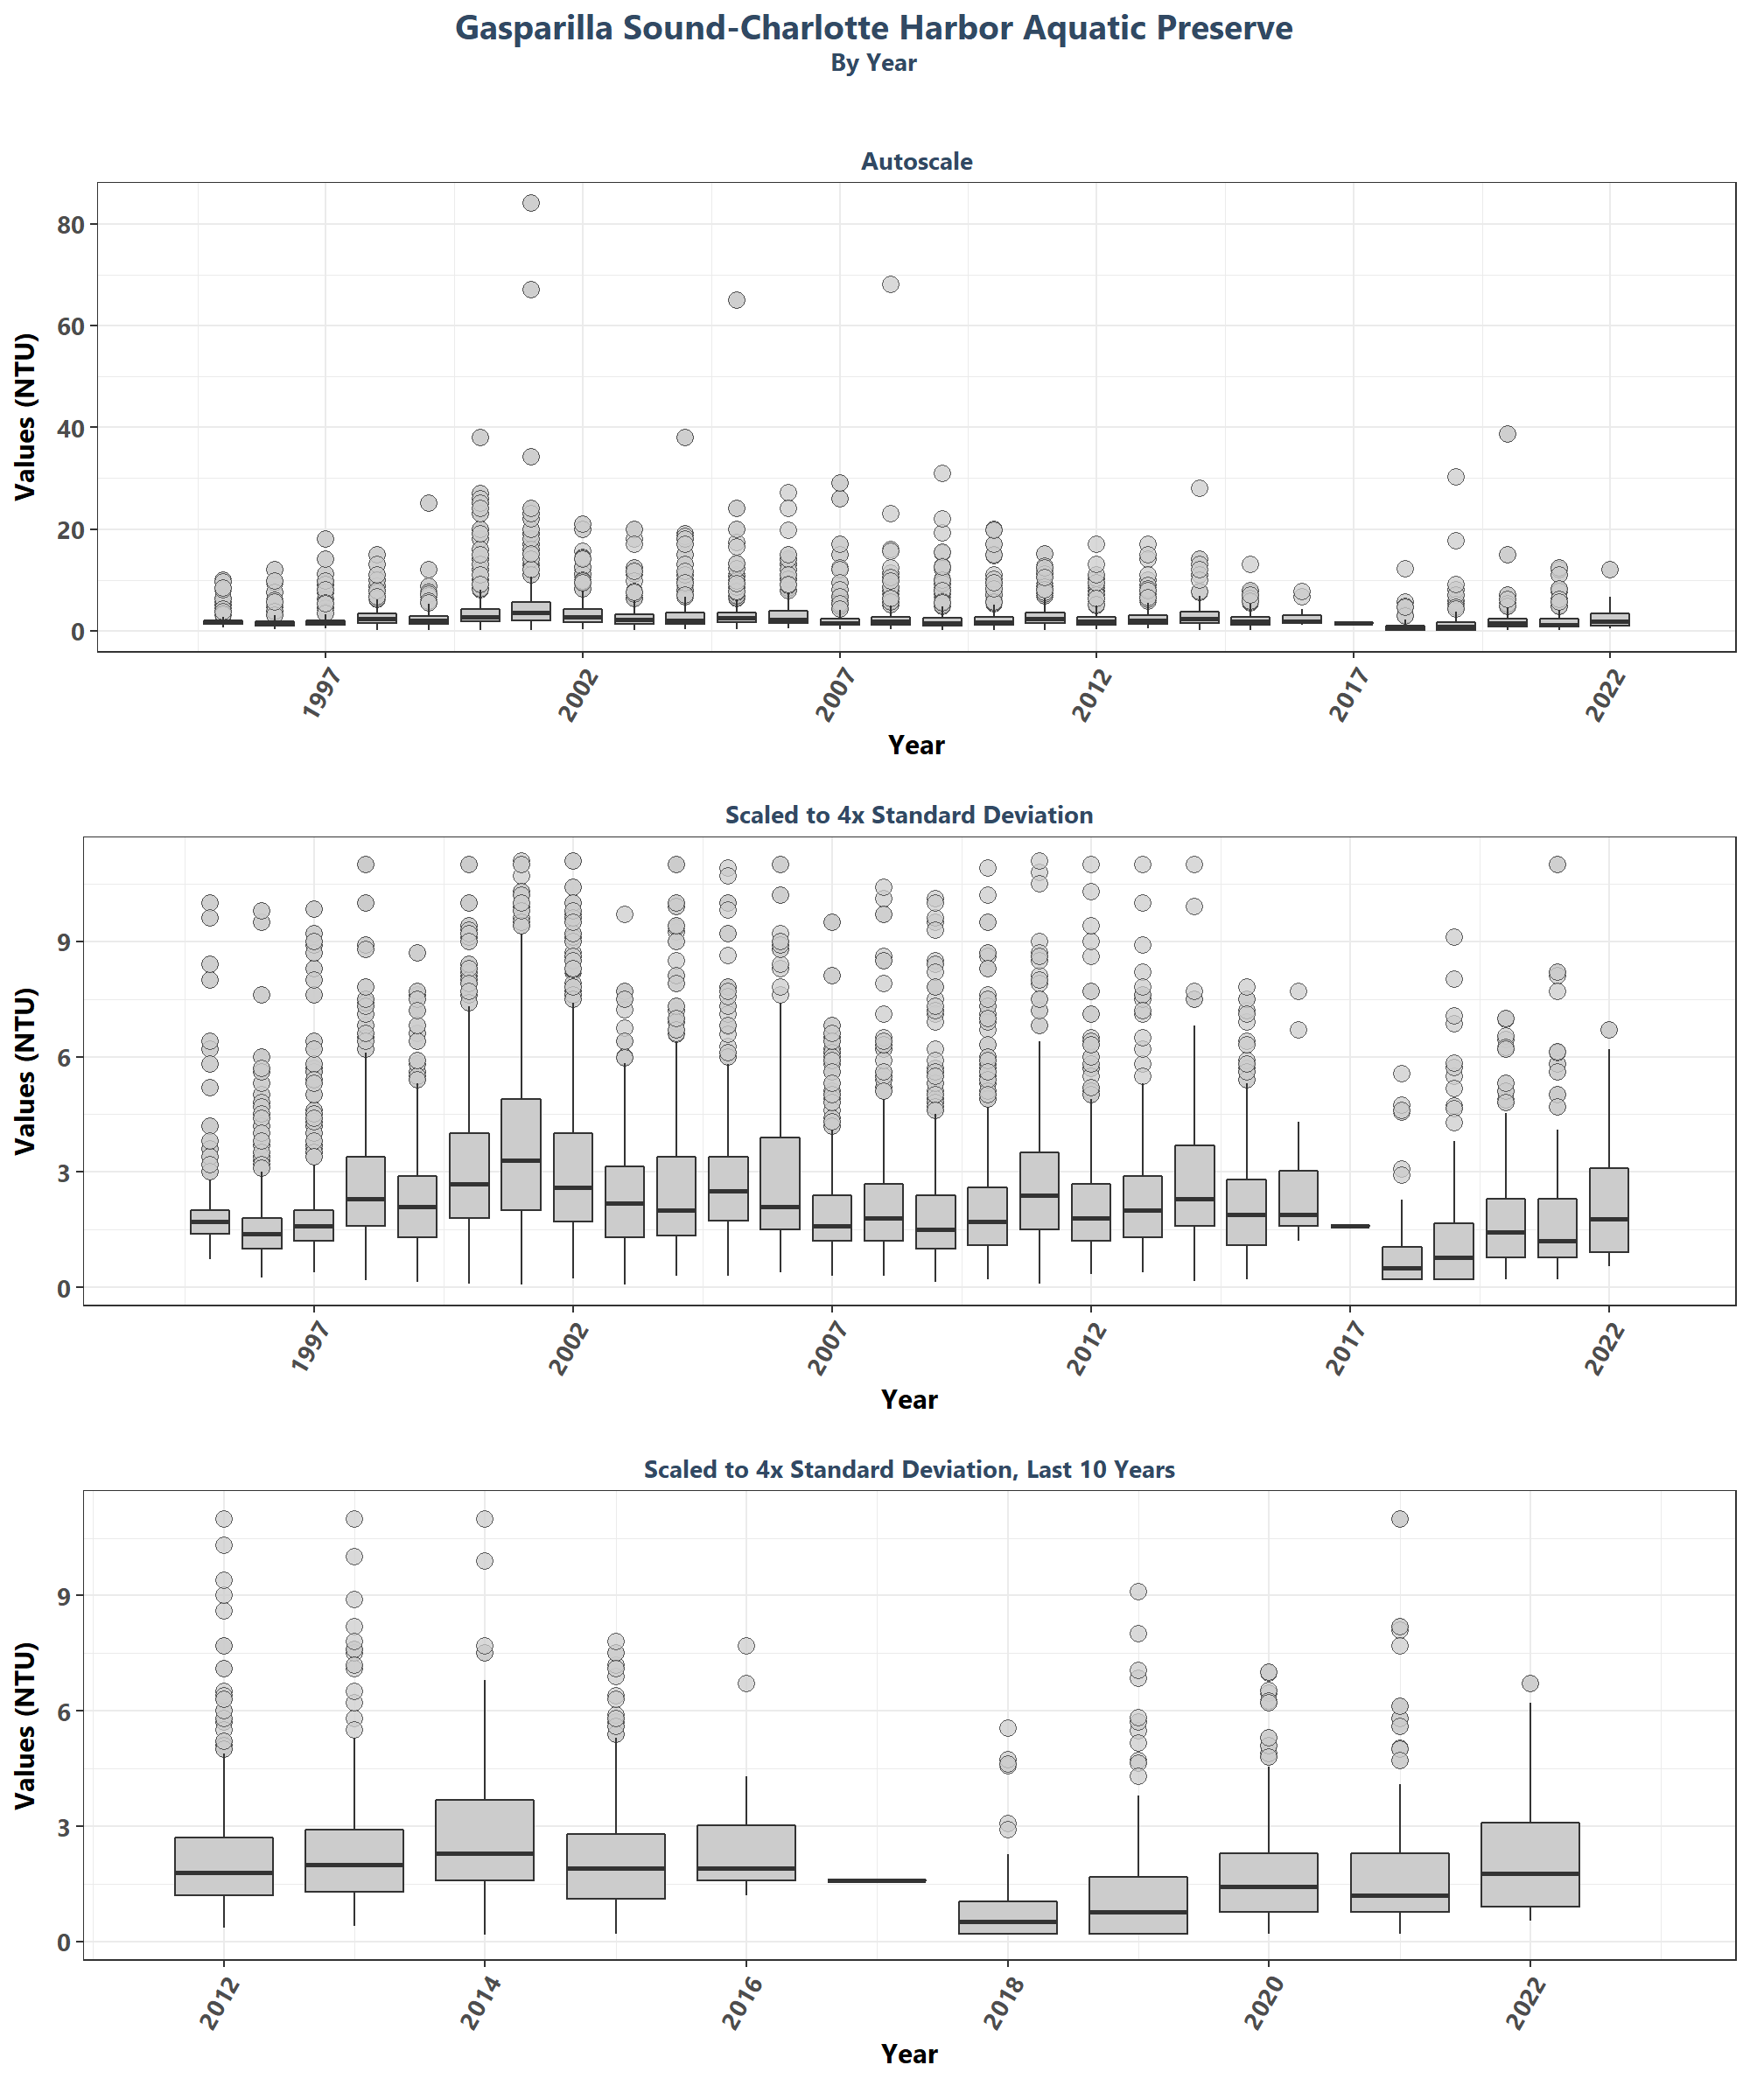 Gasparilla Sound-Charlotte Harbor Aquatic Preserve
By Year
Autoscale
Values (NTU)
80
60
40
20
0
1997
2002
2007
2012
2017
2022
Year
Scaled to 4x Standard Deviation
Values (NTU)
9
6
3
0
1997
2002
2007
2012
2017
2022
Year
Scaled to 4x Standard Deviation, Last 10 Years
Values (NTU)
9
6
3
0
2012
2014
2016
2018
2020
2022
Year